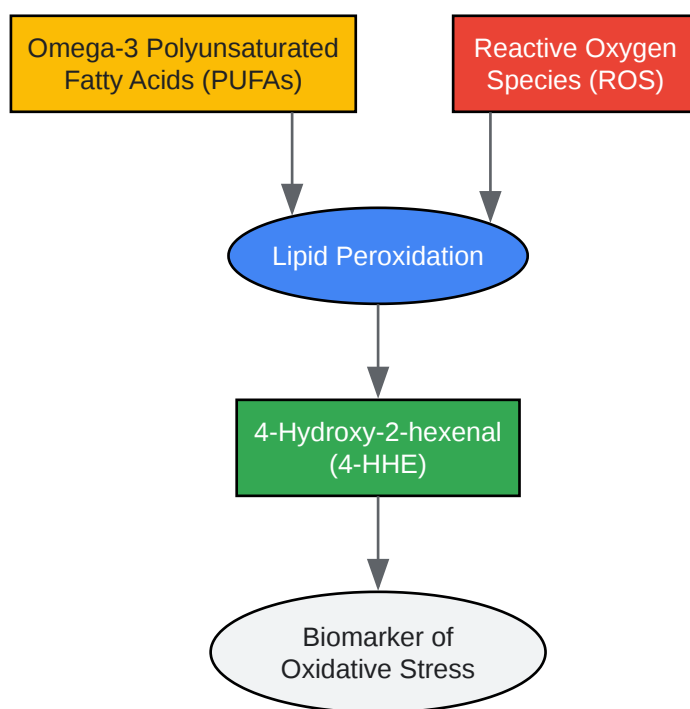 Omega-3 Polyunsaturated
Fatty Acids (PUFAs)
Reactive Oxygen
Species (ROS)
Lipid Peroxidation
4-Hydroxy-2-hexenal
(4-HHE)
Biomarker of
Oxidative Stress